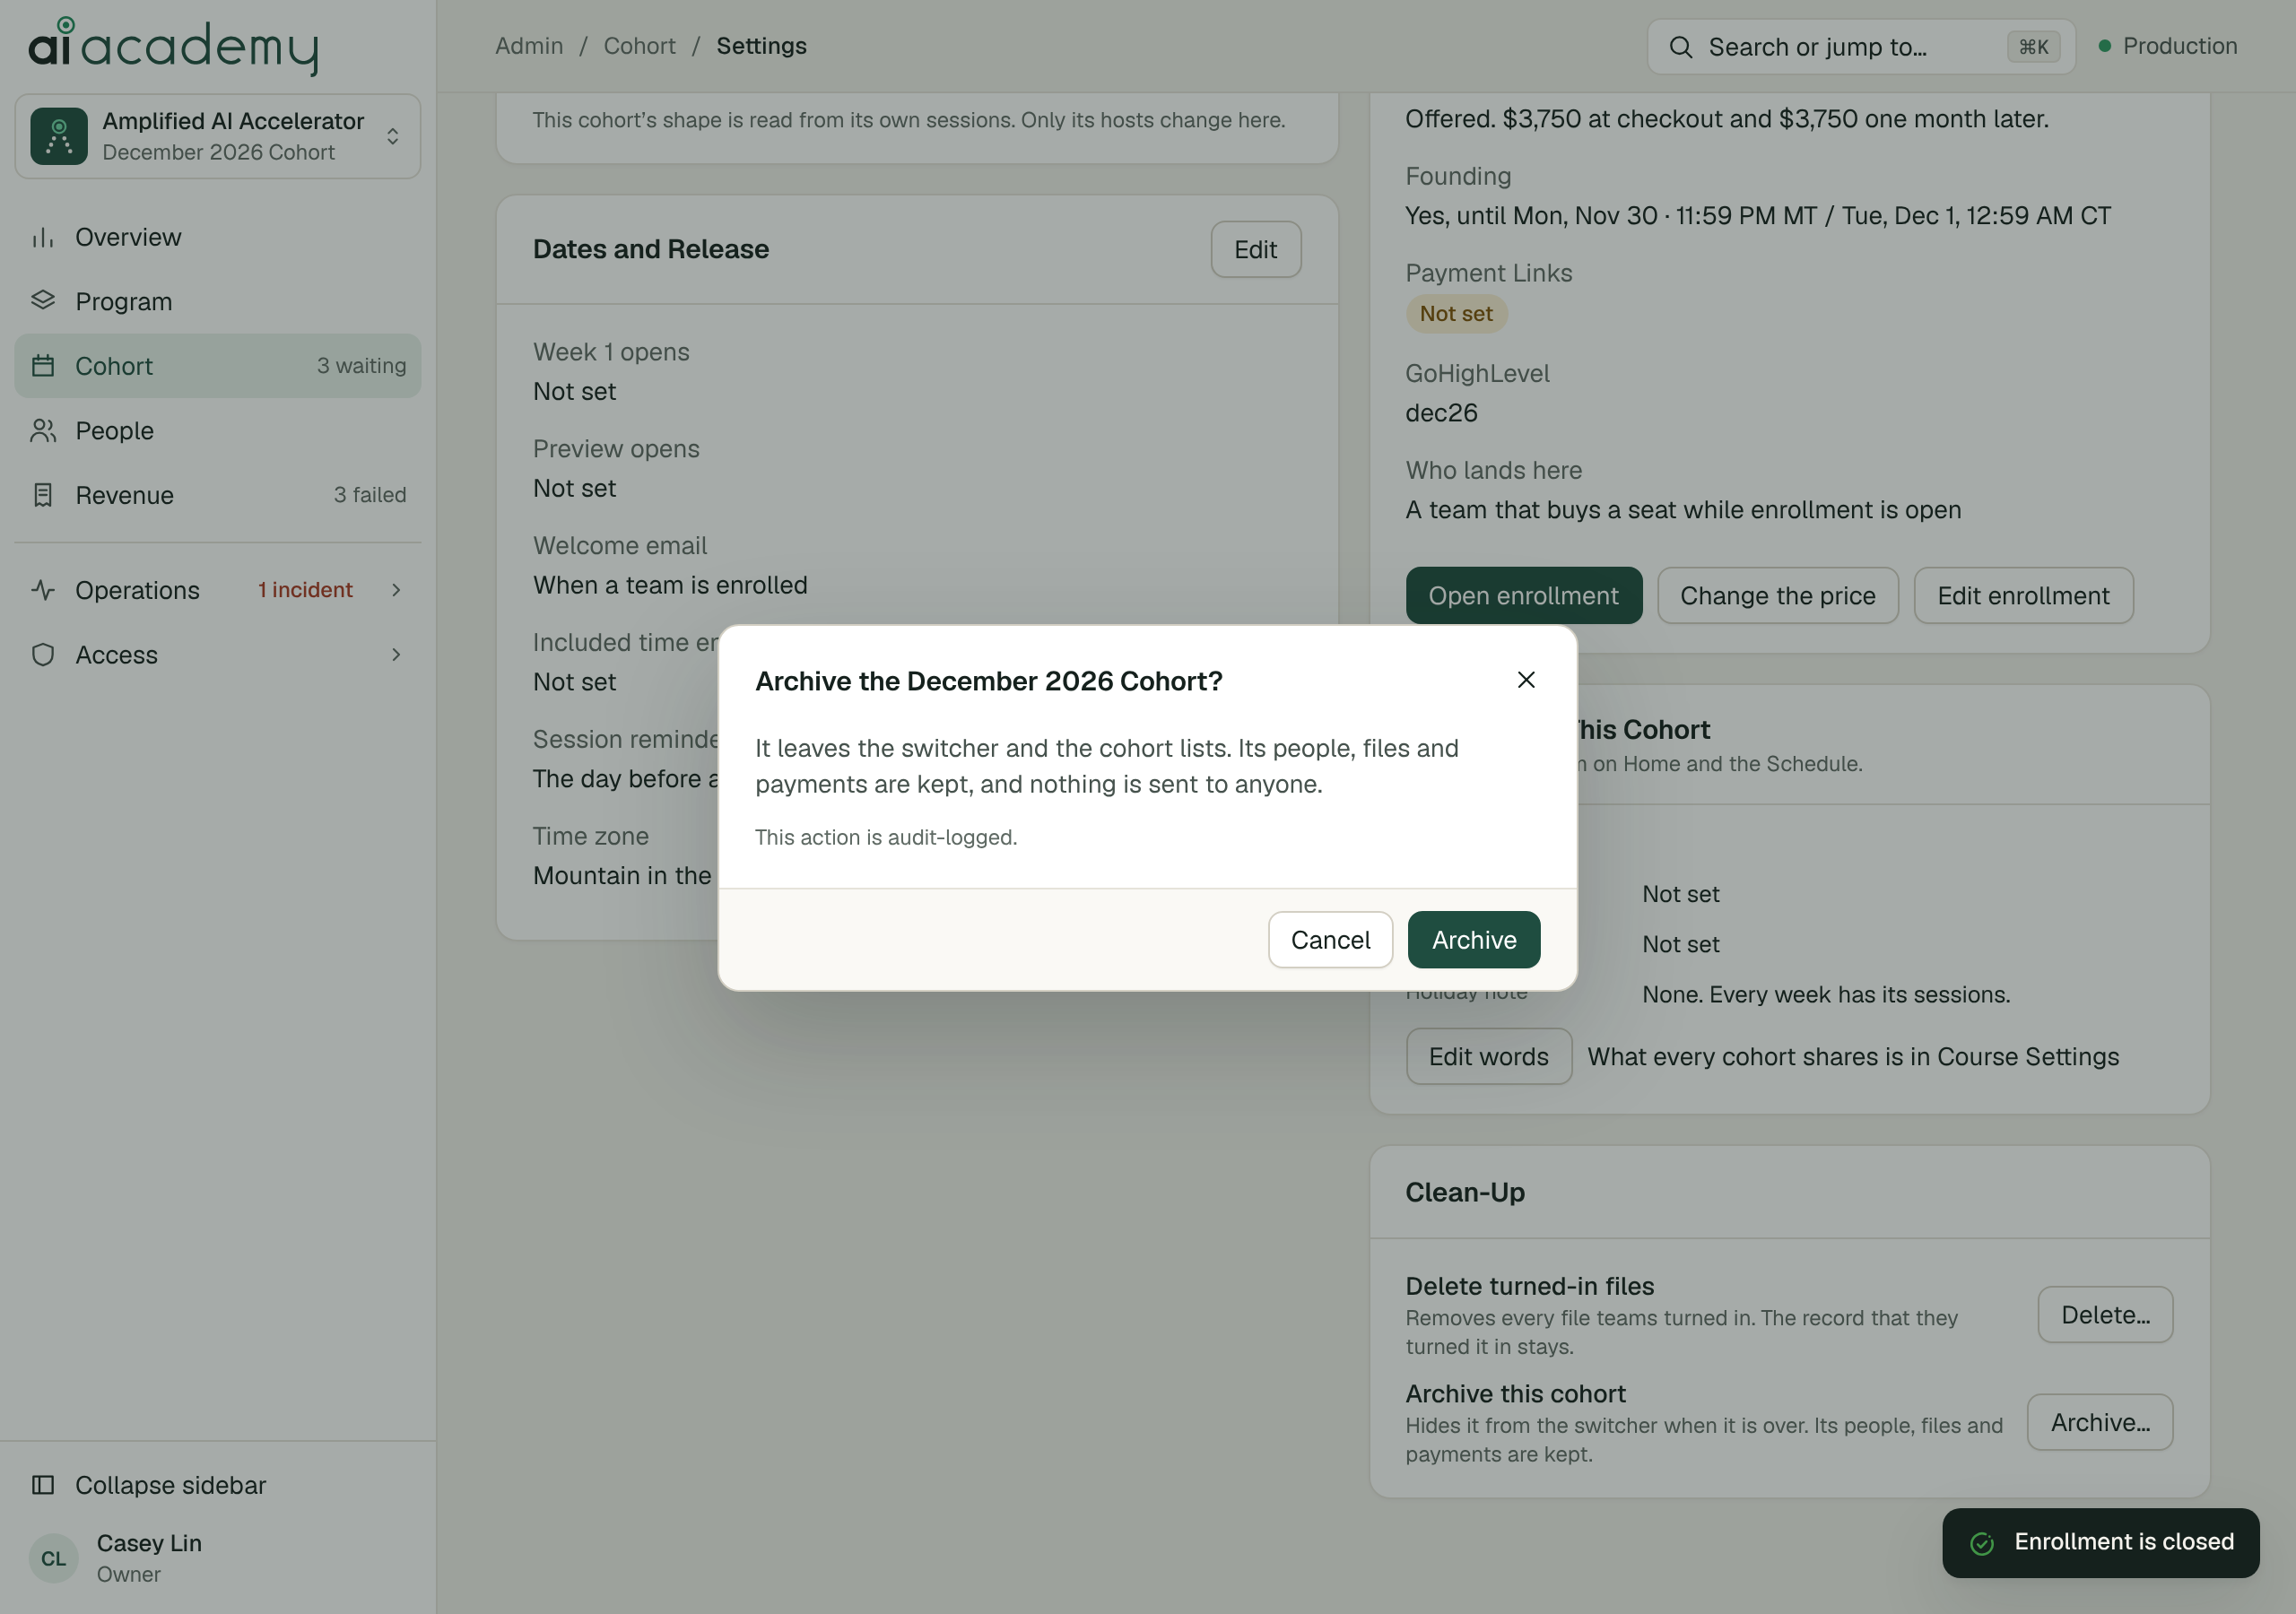 ai academy
Amplified AI Accelerator
December 2026 Cohort
Overview
Program
Cohort 3 waiting
People
Revenue 3 failed
Operations 1 incident
Access
Collapse sidebar
CL
Casey Lin
Owner
Admin / Cohort / Settings
Search or jump to... ⌘K
Production
This cohort's shape is read from its own sessions. Only its hosts change here.
Dates and Release
Edit
Week 1 opens
Not set
Preview opens
Not set
Welcome email
When a team is enrolled
Included time
Not set
Session
The day before
Time zone
Mountain in the
Offered. $3,750 at checkout and $3,750 one month later.
Founding
Yes, until Mon, Nov 30 · 11:59 PM MT / Tue, Dec 1, 12:59 AM CT
Payment Links
Not set
GoHighLevel
dec26
Who lands here
A team that buys a seat while enrollment is open
Open enrollment
Change the price
Edit enrollment
This Cohort
on Home and the Schedule.
Not set
Not set
Holiday note
None. Every week has its sessions.
Edit words
What every cohort shares is in Course Settings
Clean-Up
Delete turned-in files
Removes every file teams turned in. The record that they
turned it in stays.
Delete...
Archive this cohort
Hides it from the switcher when it is over. Its people, files and
payments are kept.
Archive...
Archive the December 2026 Cohort?
It leaves the switcher and the cohort lists. Its people, files and
payments are kept, and nothing is sent to anyone.
This action is audit-logged.
Cancel
Archive
Enrollment is closed